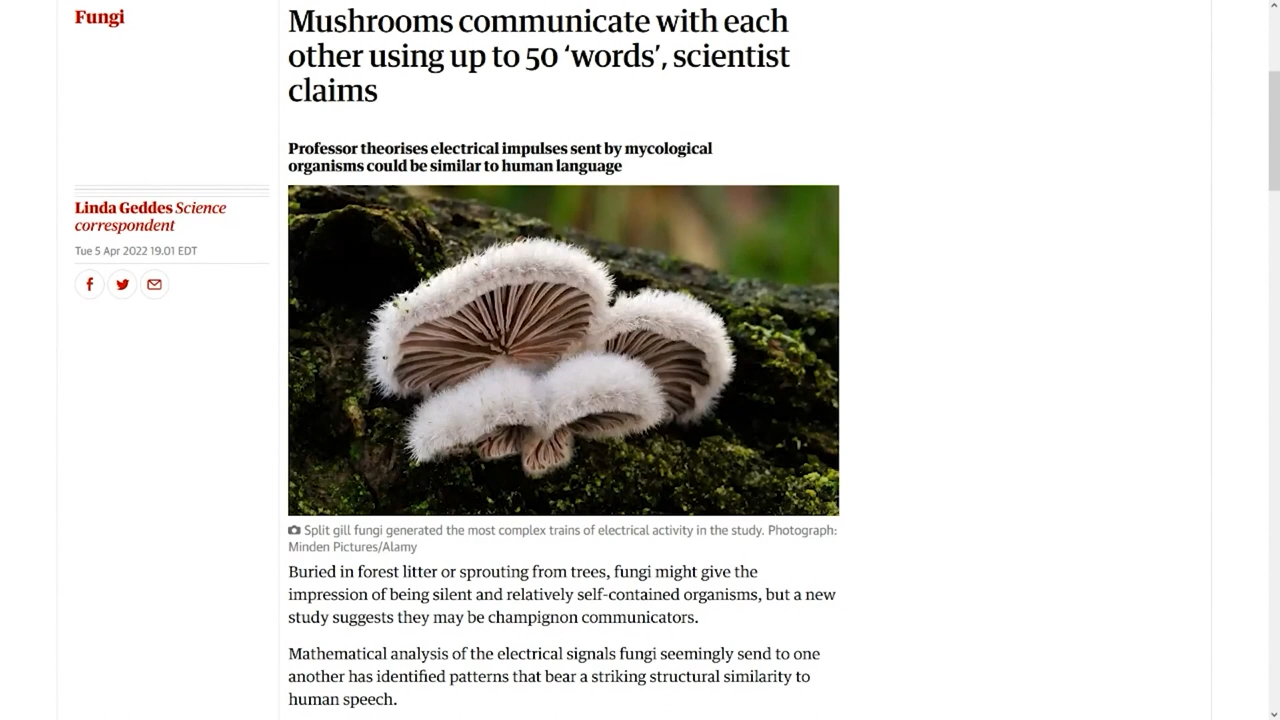 Fungi
Mushrooms communicate with each
other using up to 50 ‘words’, scientist
claims
Professor theorises electrical impulses sent by mycological
organisms could be similar to human language
Linda Geddes Science
correspondent
Tue 5 Apr 2022 19.01 EDT
Split gill fungi generated the most complex trains of electrical activity in the study. Photograph:
Minden Pictures/Alamy
Buried in forest litter or sprouting from trees, fungi might give the
impression of being silent and relatively self-contained organisms, but a new
study suggests they may be champignon communicators.
Mathematical analysis of the electrical signals fungi seemingly send to one
another has identified patterns that bear a striking structural similarity to
human speech.